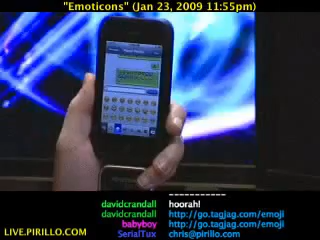 "Emoticons" (Jan 23, 2009 11:55pm)
-----------
davidcrandall hoorah!
davidcrandall http://go.tagjag.com/emoji
babyboy http://go.tagjag.com/emoji
SerialTux chris@pirillo.com
LIVE.PIRILLO.COM